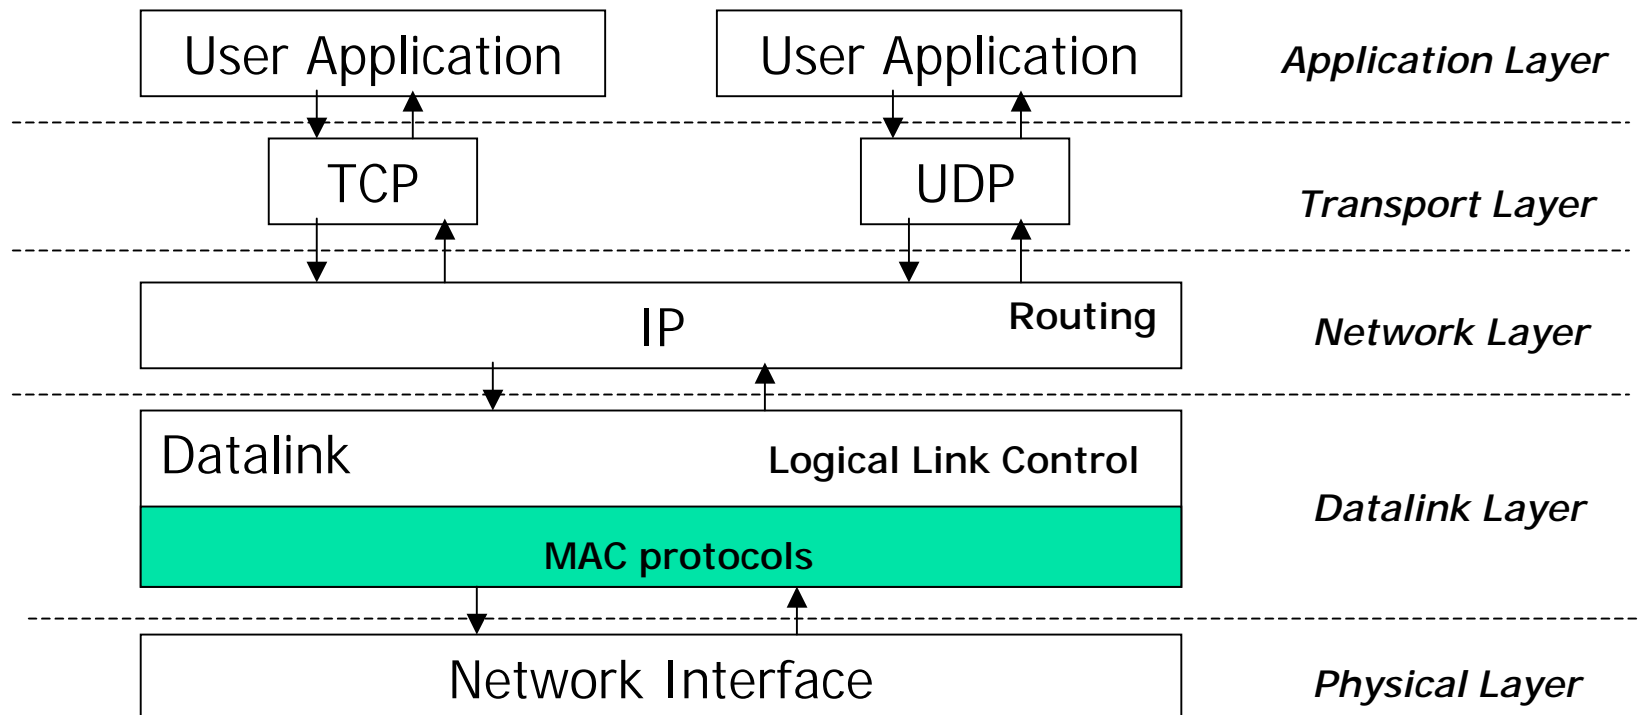 User Application
User Application
Application Layer
TCP
UDP
Transport Layer
IP
Routing
Network Layer
Datalink
Logical Link Control
MAC protocols
Datalink Layer
Network Interface
Physical Layer